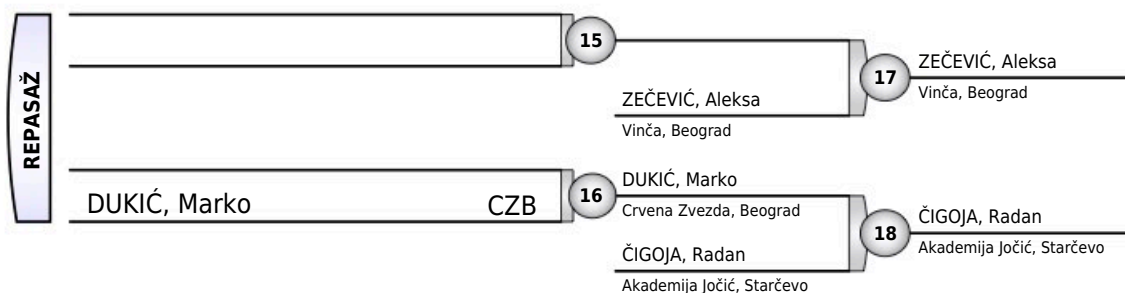 REPASAŽ
15
ZEČEVIĆ, Aleksa
Vinča, Beograd
17
ZEČEVIĆ, Aleksa
Vinča, Beograd
DUKIĆ, Marko CZB
16
DUKIĆ, Marko
Crvena Zvezda, Beograd
ČIGOJA, Radan
Akademija Jočić, Starčevo
18
ČIGOJA, Radan
Akademija Jočić, Starčevo